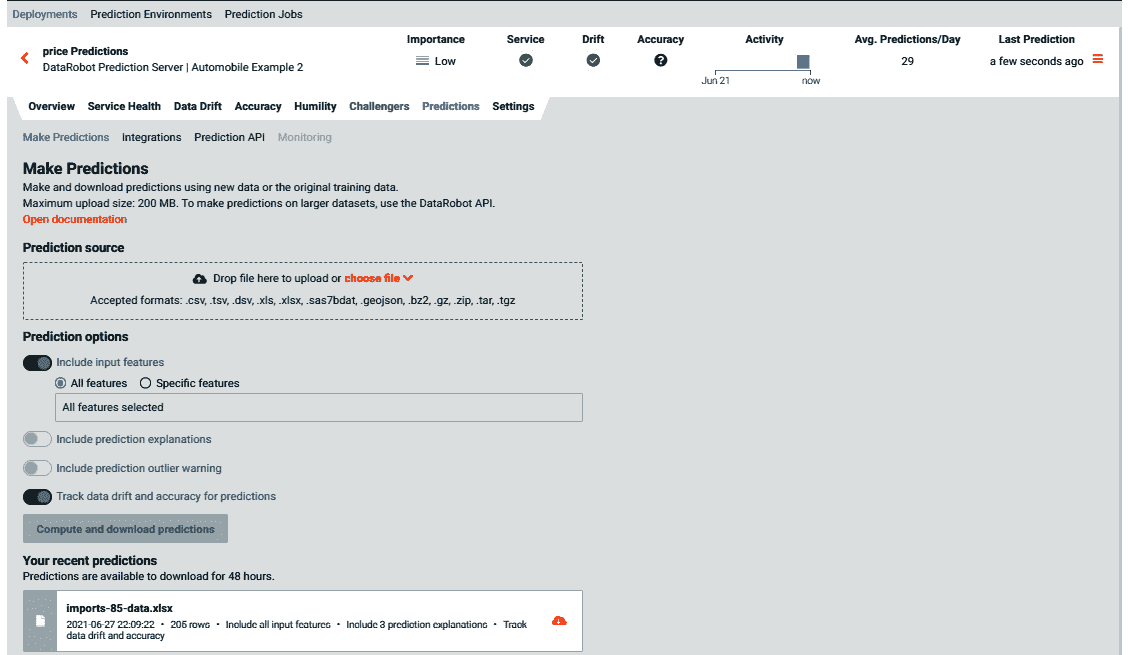 Deployments Prediction Environments Prediction Jobs
Importance Service Drift Accuracy Activity Avg. Predictions/Day Last Prediction
price Predictions
DataRobot Prediction Server | Automobile Example 2
Low ? 29 a few seconds ago
Jun 21 now
Overview Service Health Data Drift Accuracy Humility Challengers Predictions Settings
Make Predictions Integrations Prediction API Monitoring
Make Predictions
Make and download predictions using new data or the original training data.
Maximum upload size: 200 MB. To make predictions on larger datasets, use the DataRobot API.
Open documentation
Prediction source
Drop file here to upload or choose file
Accepted formats: .csv, .tsv, .dsv, .xls, .xlsx, .sas7bdat, .geojson, .bz2, .gz, .zip, .tar, .tgz
Prediction options
Include input features
All features Specific features
All features selected
Include prediction explanations
Include prediction outlier warning
Track data drift and accuracy for predictions
Compute and download predictions
Your recent predictions
Predictions are available to download for 48 hours.
imports-85-data.xlsx
2021-06-27 22:09:22 • 205 rows • Include all input features • Include 3 prediction explanations • Track
data drift and accuracy